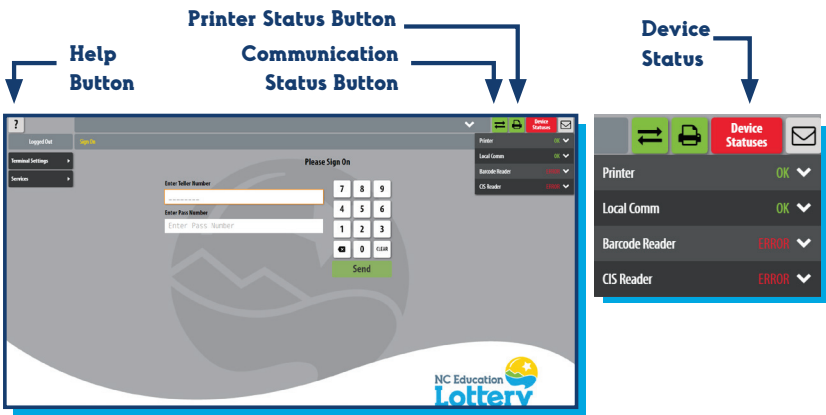 Printer Status Button
Device
Status
Help
Button
Communication
Status Button
?
Device
Statuses
Logged Out
Sign On
Printer OK
Local Comm OK
Barcode Reader ERROR
CIS Reader ERROR
Terminal Settings
Services
Please Sign On
Enter Teller Number
________
Enter Pass Number
Enter Pass Number
7 8 9
4 5 6
1 2 3
0 CLEAR
Send
NC Education
Lottery
Device
Statuses
Printer OK
Local Comm OK
Barcode Reader ERROR
CIS Reader ERROR